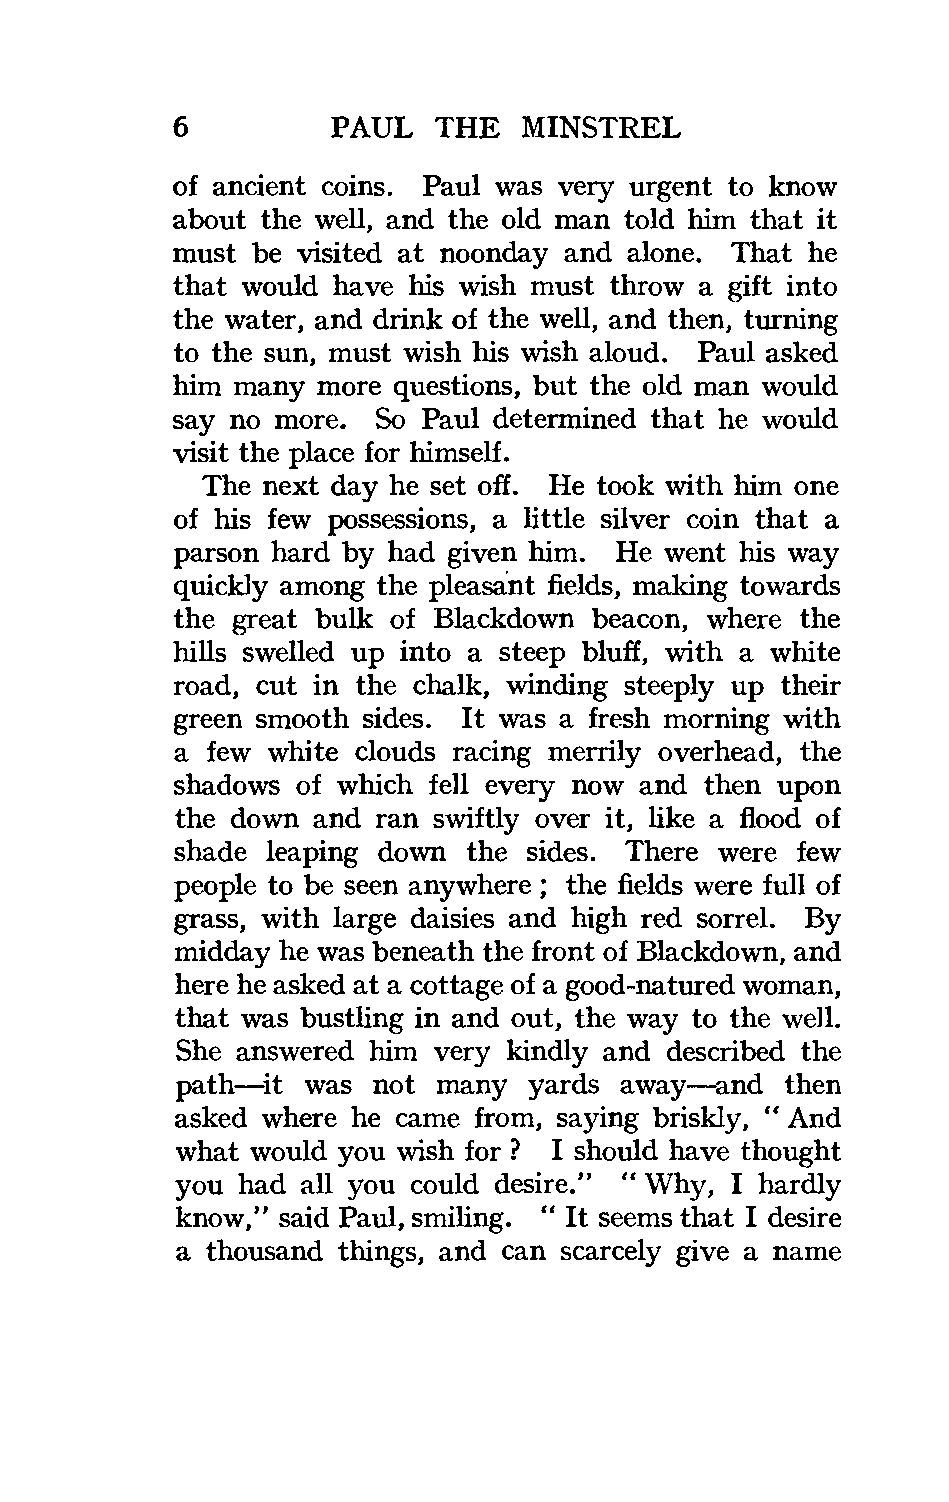 6 PAUL THE MINSTREL
of ancient coins. Paul was very urgent to know
about the well, and the old man told him that it
must be visited at noonday and alone. That he
that would have his wish must throw a gift into
the water, and drink of the well, and then, turning
to the sun, must wish his wish aloud. Paul asked
him many more questions, but the old man would
say no more. So Paul determined that he would
visit the place for himself.
The next day he set off. He took with him one
of his few possessions, a little silver coin that a
parson hard by had given him. He went his way
quickly among the pleasant fields, making towards
the great bulk of Blackdown beacon, where the
hills swelled up into a steep bluff, with a white
road, cut in the chalk, winding steeply up their
green smooth sides. It was a fresh morning with
a few white clouds racing merrily overhead, the
shadows of which fell every now and then upon
the down and ran swiftly over it, like a flood of
shade leaping down the sides. There were few
people to be seen anywhere ; the fields were full of
grass, with large daisies and high red sorrel. By
midday he was beneath the front of Blackdown, and
here he asked at a cottage of a good-natured woman,
that was bustling in and out, the way to the well.
She answered him very kindly and described the
path—it was not many yards away—and then
asked where he came from, saying briskly, “ And
what would you wish for ? I should have thought
you had all you could desire.” “ Why, I hardly
know,” said Paul, smiling. “ It seems that I desire
a thousand things, and can scarcely give a name